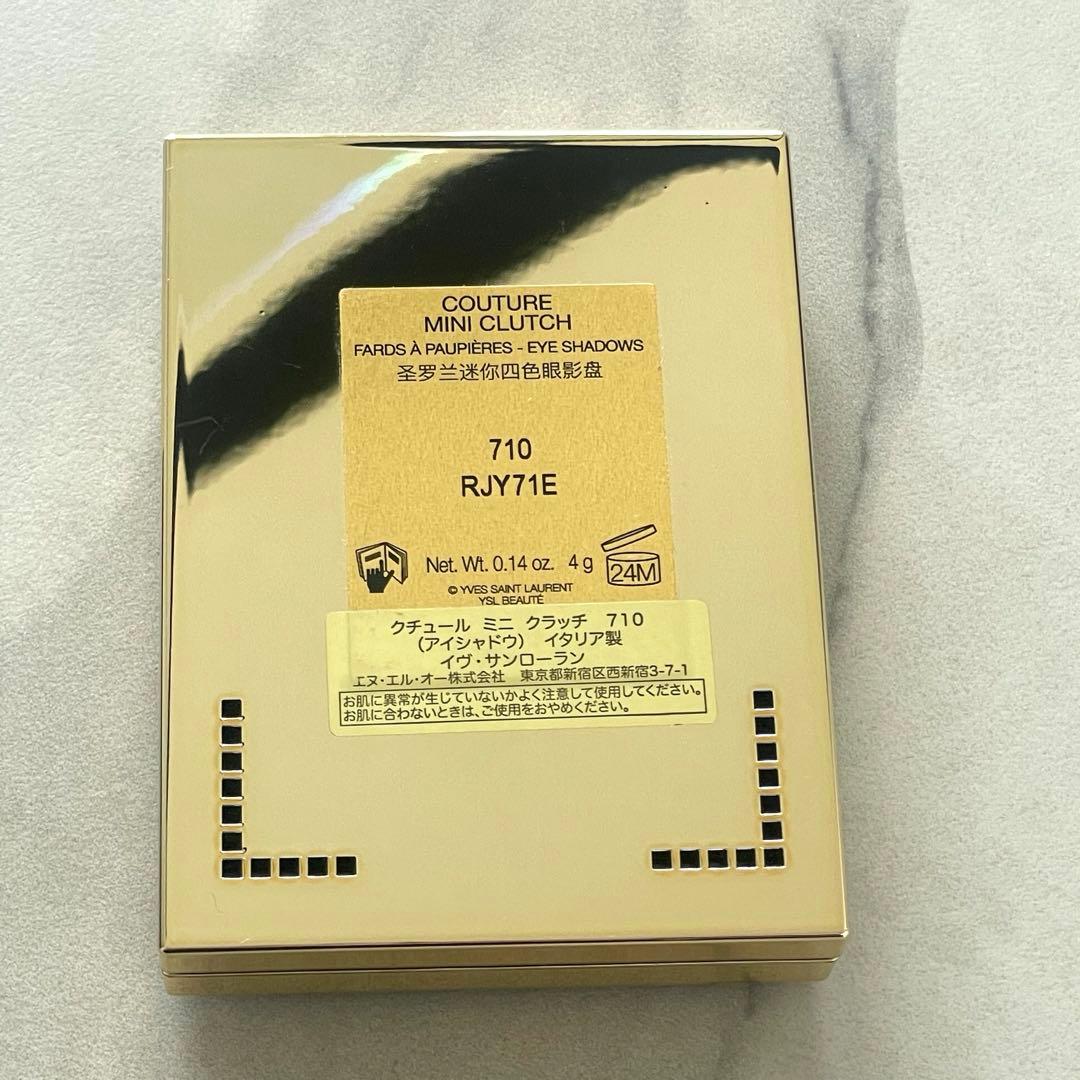 COUTURE
MINI CLUTCH
FARDS À PAUPIÈRES - EYE SHADOWS
圣罗兰迷你四色眼影盘
710
RJY71E
Net. Wt. 0.14 oz. 4 g
24M
© YVES SAINT LAURENT
YSL BEAUTÉ
クチュール ミニ クラッチ 710
(アイシャドウ) イタリア製
イヴ・サンローラン
エヌ・エル・オー株式会社 東京都新宿区西新宿3-7-1
お肌に異常が生じていないかよく注意して使用してください。
お肌に合わないときは、ご使用をおやめください。